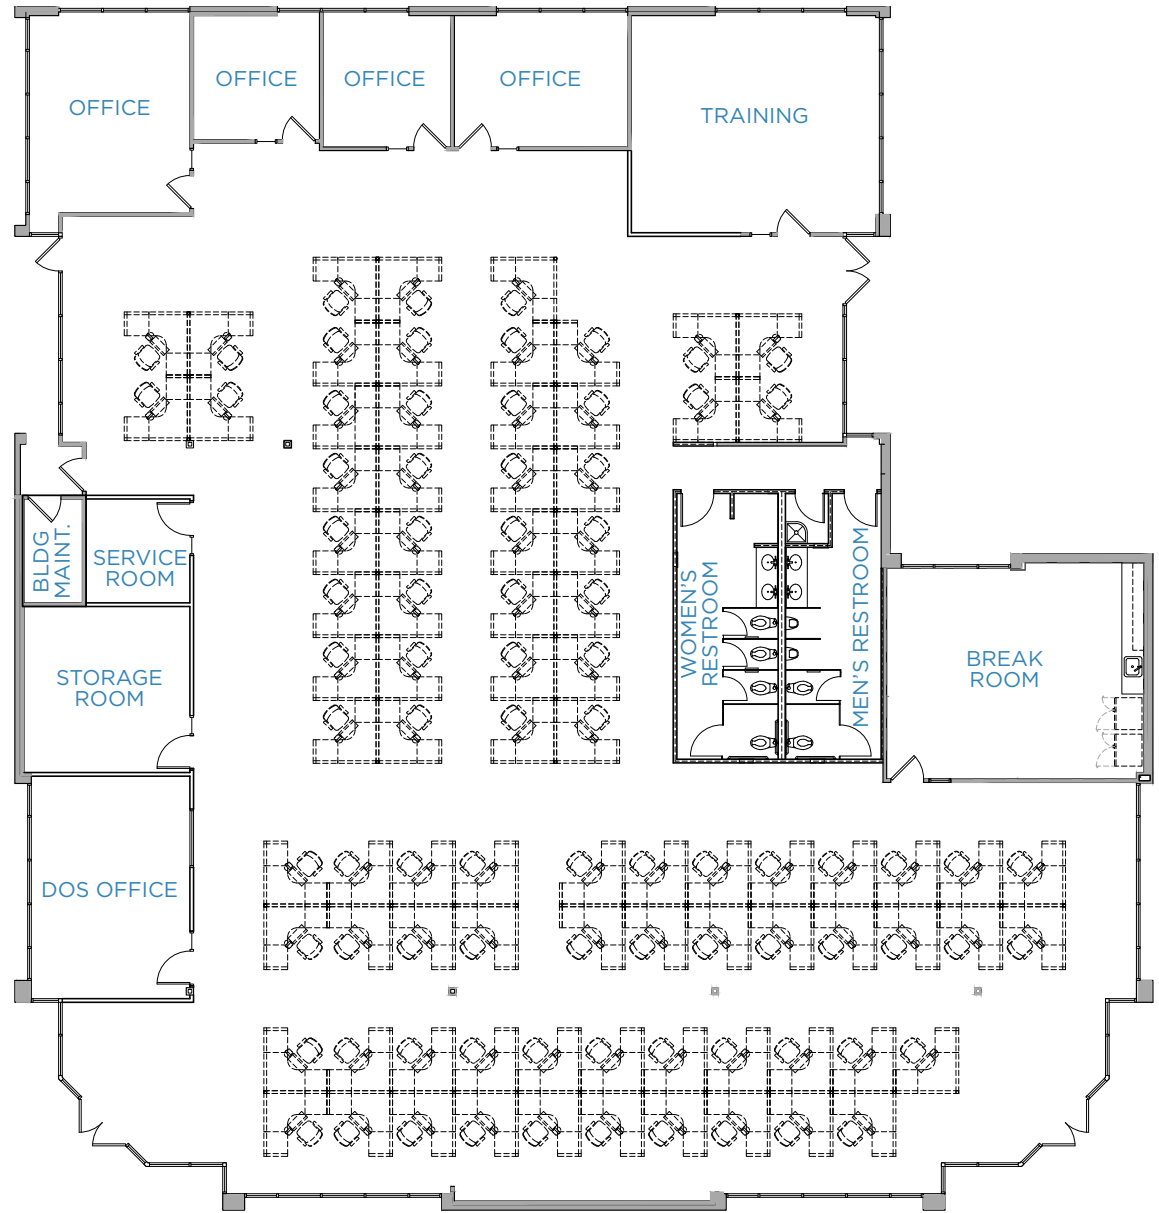 OFFICE
OFFICE
OFFICE
OFFICE
TRAINING
BLDG
MAINT.
SERVICE
ROOM
WOMEN'S
RESTROOM
MEN'S RESTROOM
STORAGE
ROOM
BREAK
ROOM
DOS OFFICE